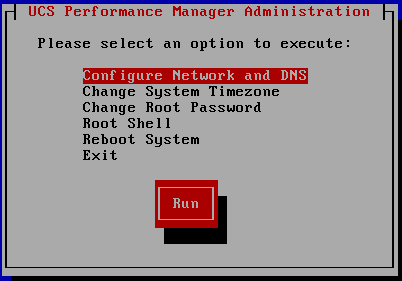 UCS Performance Manager Administration
Please select an option to execute:
Configure Network and DNS
Change System Timezone
Change Root Password
Root Shell
Reboot System
Exit
Run